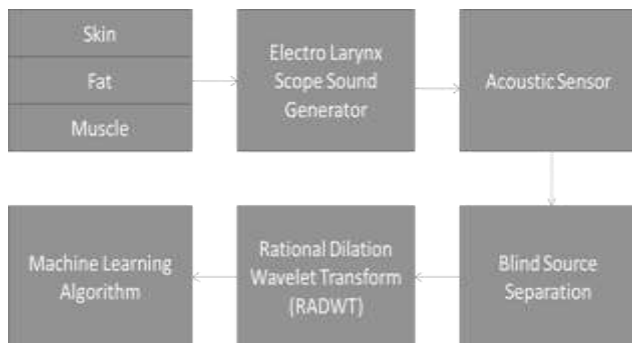 Skin
Fat
Muscle
Electro Larynx
Scope Sound
Generator
Acoustic Sensor
Blind Source
Separation
Rational Dilation
Wavelet Transform
(RADWT)
Machine Learning
Algorithm